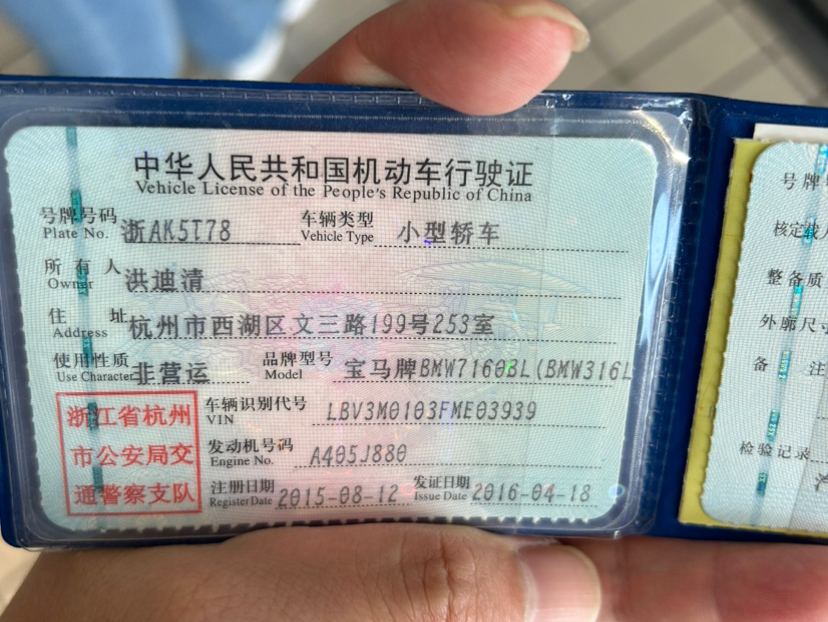 中华人民共和国机动车行驶证
Vehicle License of the People's Republic of China
号牌号码 浙AK5T78 车辆类型 小型轿车
Plate No. Vehicle Type
所有人 洪迪清
Owner
住址 杭州市西湖区文三路199号253室
Address
使用性质 非营运 品牌型号 宝马牌BMW7160BL(BMW316L
Use Character Model
车辆识别代号 LBV3M0103FME03939
VIN
发动机号码 A405J880
Engine No.
注册日期 2015-08-12 发证日期 2016-04-18
Register Date Issue Date
浙江省杭州
市公安局交
通警察支队
号牌号
核定载人
整备质
外廓尺寸
备注
检验记录